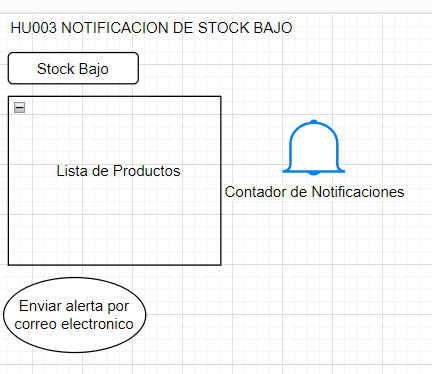 HU003 NOTIFICACION DE STOCK BAJO
Stock Bajo
Lista de Productos
Contador de Notificaciones
Enviar alerta por
correo electronico